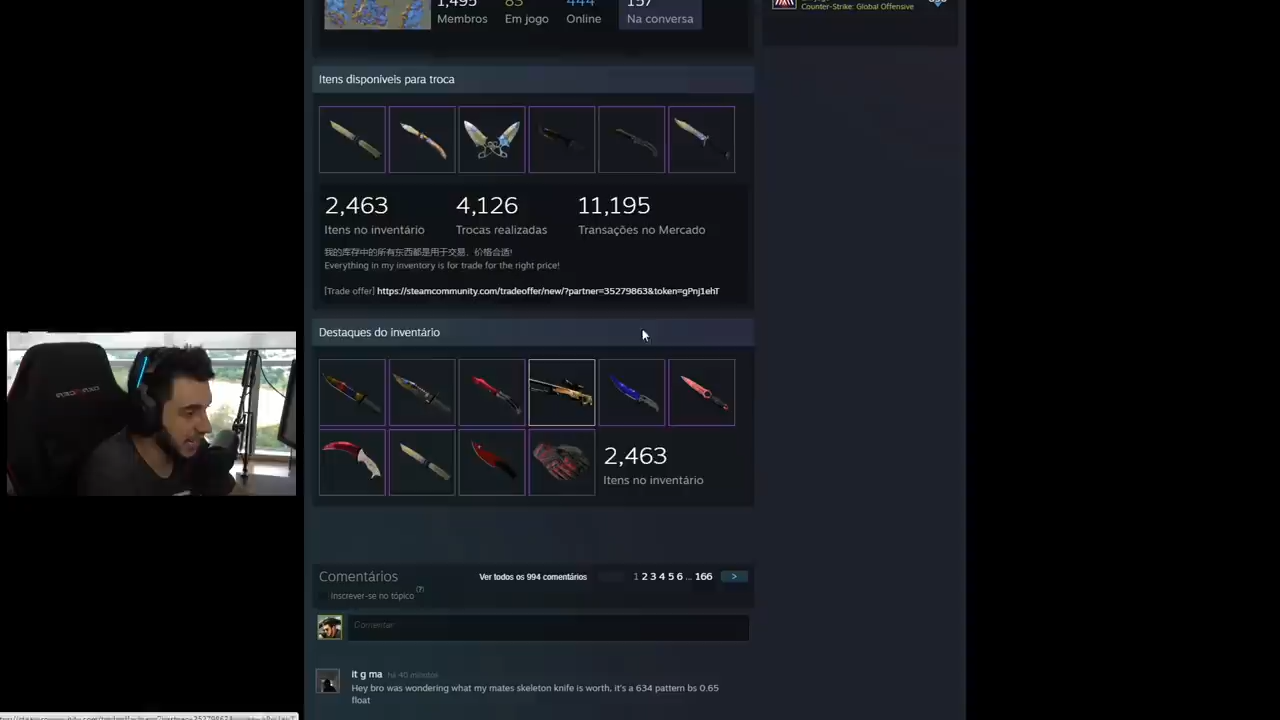 1,495
Membros
83
Em jogo
444
Online
157
Na conversa
Counter-Strike: Global Offensive
Itens disponíveis para troca
2,463
Itens no inventário
4,126
Trocas realizadas
11,195
Transações no Mercado
我的库存中的所有东西都是用于交易，价格合适!
Everything in my inventory is for trade for the right price!
[Trade offer] https://steamcommunity.com/tradeoffer/new/?partner=35279863&token=gPnj1ehT
Destaques do inventário
2,463
Itens no inventário
Comentários
Ver todos os 994 comentários
1 2 3 4 5 6 ... 166 >
Inscrever-se no tópico (?)
Comentar
it g ma há 40 minutos
Hey bro was wondering what my mates skeleton knife is worth, it's a 634 pattern bs 0.65
float